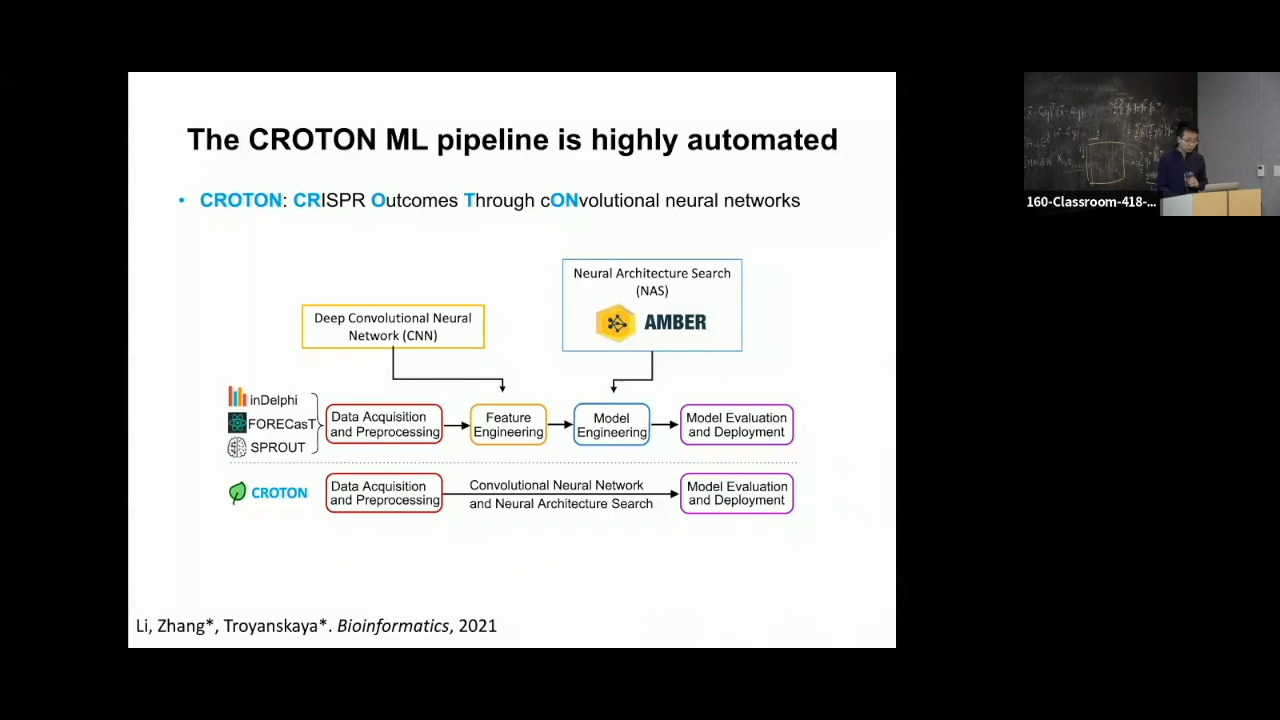 The CROTON ML pipeline is highly automated
• CROTON: CRISPR Outcomes Through cONvolutional neural networks
Neural Architecture Search
(NAS)
AMBER
Deep Convolutional Neural
Network (CNN)
inDelphi
FORECasT
SPROUT
Data Acquisition
and Preprocessing
Feature
Engineering
Model
Engineering
Model Evaluation
and Deployment
CROTON
Data Acquisition
and Preprocessing
Convolutional Neural Network
and Neural Architecture Search
Model Evaluation
and Deployment
Li, Zhang*, Troyanskaya*. Bioinformatics, 2021
160-Classroom-418-...